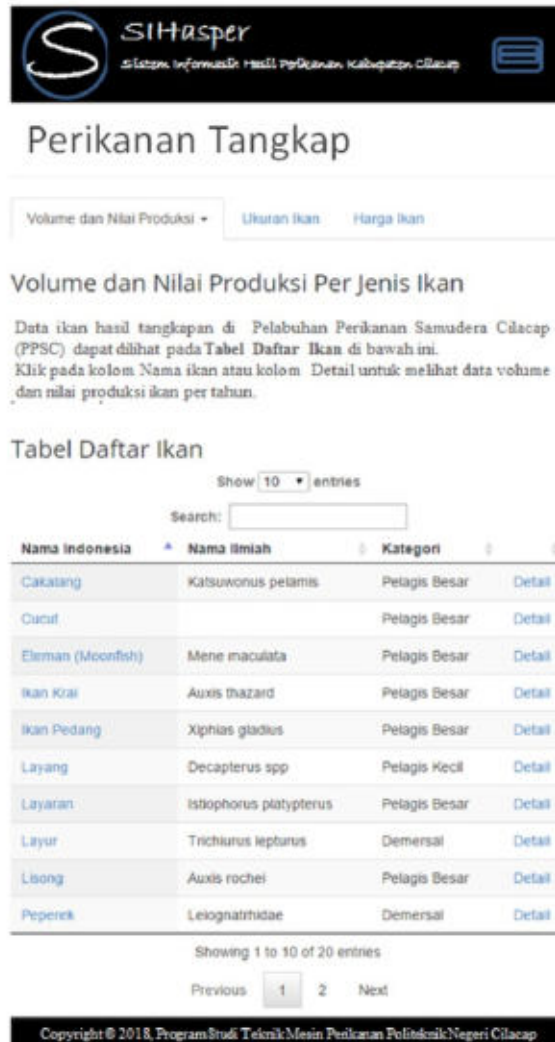 S SIHasper
Sistem Informasih Hasil Perikanan Kabupaten Cilacap
Perikanan Tangkap
Volume dan Nilai Produksi Ukuran Ikan Harga Ikan
Volume dan Nilai Produksi Per Jenis Ikan
Data ikan hasil tangkapan di Pelabuhan Perikanan Samudera Cilacap
(PPSC) dapat dilihat pada Tabel Daftar Ikan di bawah ini.
Klik pada kolom Nama ikan atau kolom Detail untuk melihat data volume
dan nilai produksi ikan per tahun.
Tabel Daftar Ikan
Show 10 entries
Search:
Nama Indonesia Nama Ilmiah Kategori
Cakalang Katsuwonus pelamis Pelagis Besar Detail
Cucut Pelagis Besar Detail
Eleman (Moonfish) Mene maculata Pelagis Besar Detail
Ikan Krai Auxis thazard Pelagis Besar Detail
Ikan Pedang Xiphias gladius Pelagis Besar Detail
Layang Decapterus spp Pelagis Kecil Detail
Layaran Istiophorus platypterus Pelagis Besar Detail
Layur Trichiurus lepturus Demersal Detail
Lisong Auxis rochei Pelagis Besar Detail
Peperek Leiognatrhidae Demersal Detail
Showing 1 to 10 of 20 entries
Previous 1 2 Next
Copyright © 2018, Program Studi Teknik Mesin Perikanan Politeknik Negeri Cilacap